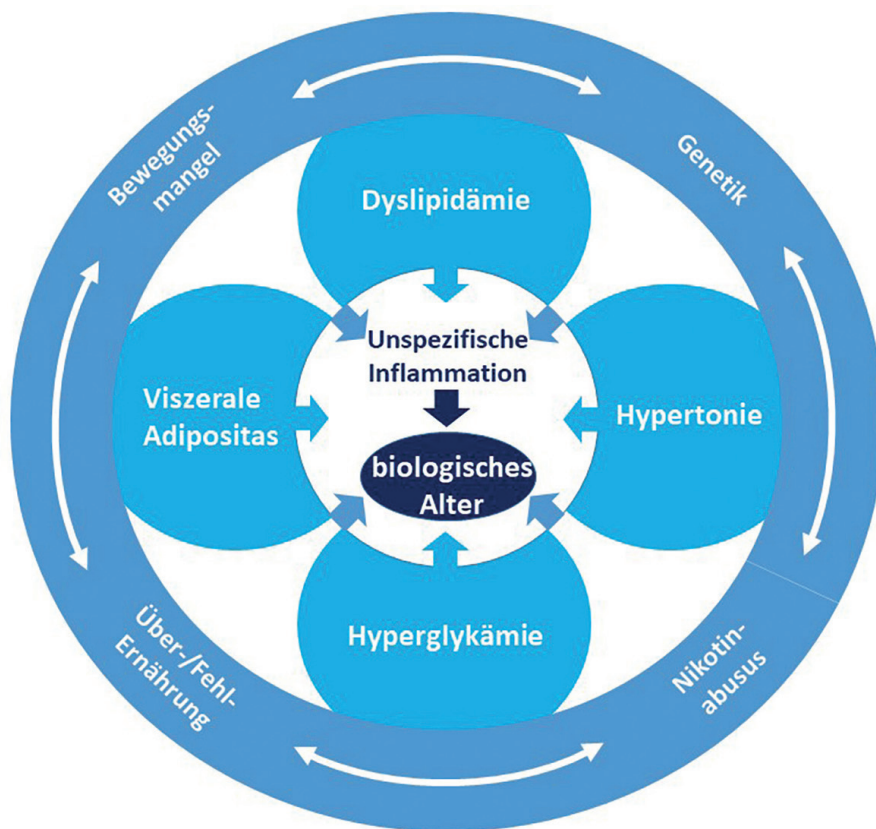 Bewegungs-
mangel
Genetik
Dyslipidämie
Unspezifische
Inflammation
Viszerale
Adipositas
Hypertonie
biologisches
Alter
Hyperglykämie
Über-/Fehl-
Ernährung
Nikotin-
abusus